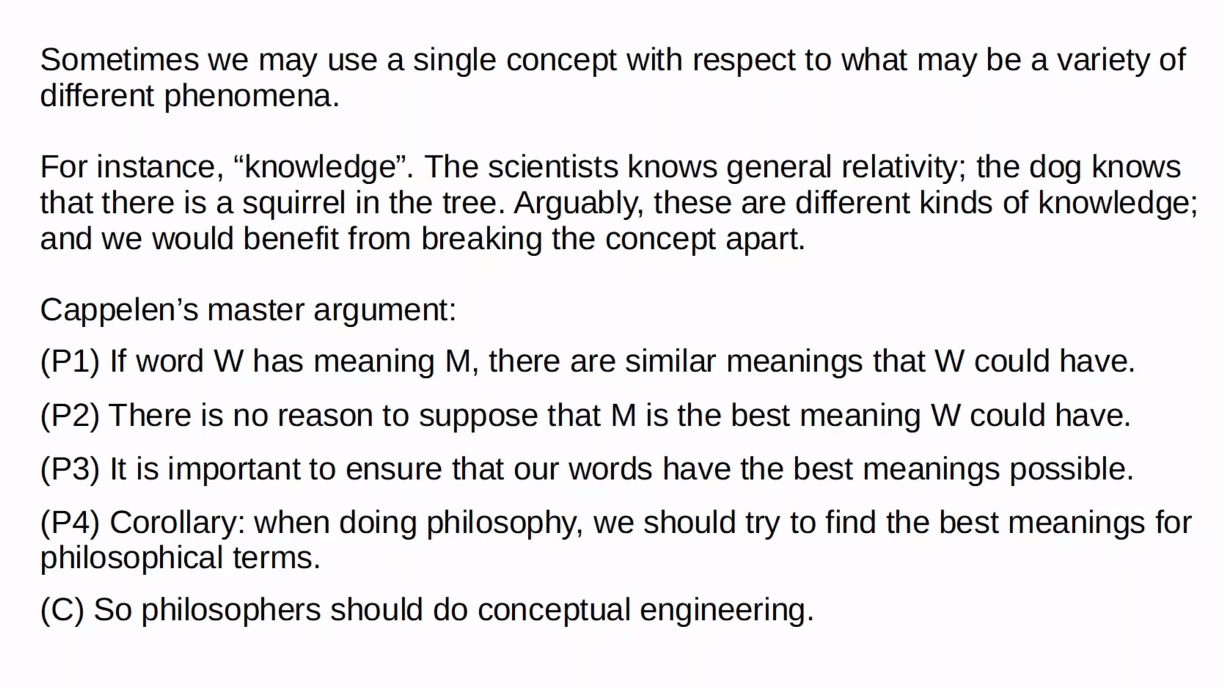 Sometimes we may use a single concept with respect to what may be a variety of
different phenomena.
For instance, “knowledge”. The scientists knows general relativity; the dog knows
that there is a squirrel in the tree. Arguably, these are different kinds of knowledge;
and we would benefit from breaking the concept apart.
Cappelen’s master argument:
(P1) If word W has meaning M, there are similar meanings that W could have.
(P2) There is no reason to suppose that M is the best meaning W could have.
(P3) It is important to ensure that our words have the best meanings possible.
(P4) Corollary: when doing philosophy, we should try to find the best meanings for
philosophical terms.
(C) So philosophers should do conceptual engineering.